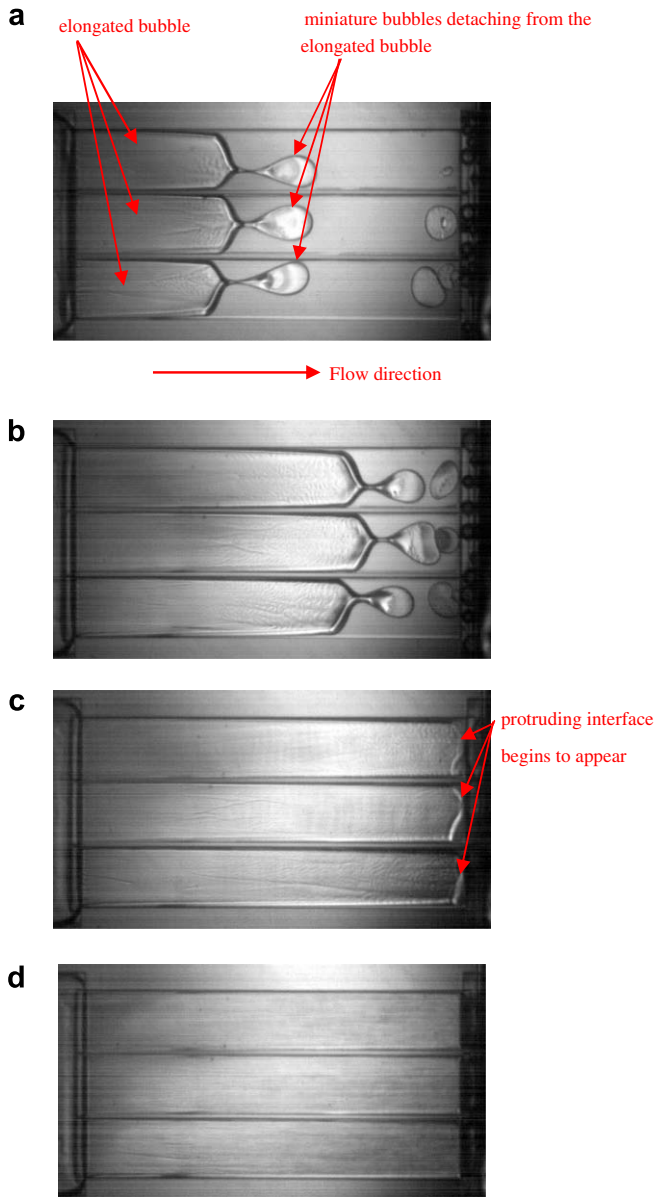 a
elongated bubble
miniature bubbles detaching from the
elongated bubble
Flow direction
b
c
protruding interface
begins to appear
d